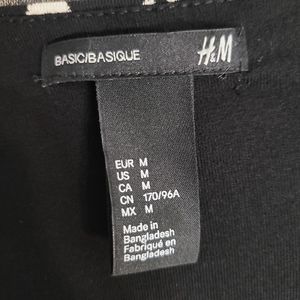 BASIC/BASIQUE
H&M
EUR M
US M
CA M
CN 170/96A
MX M
Made in
Bangladesh
Fabriqué en
Bangladesh